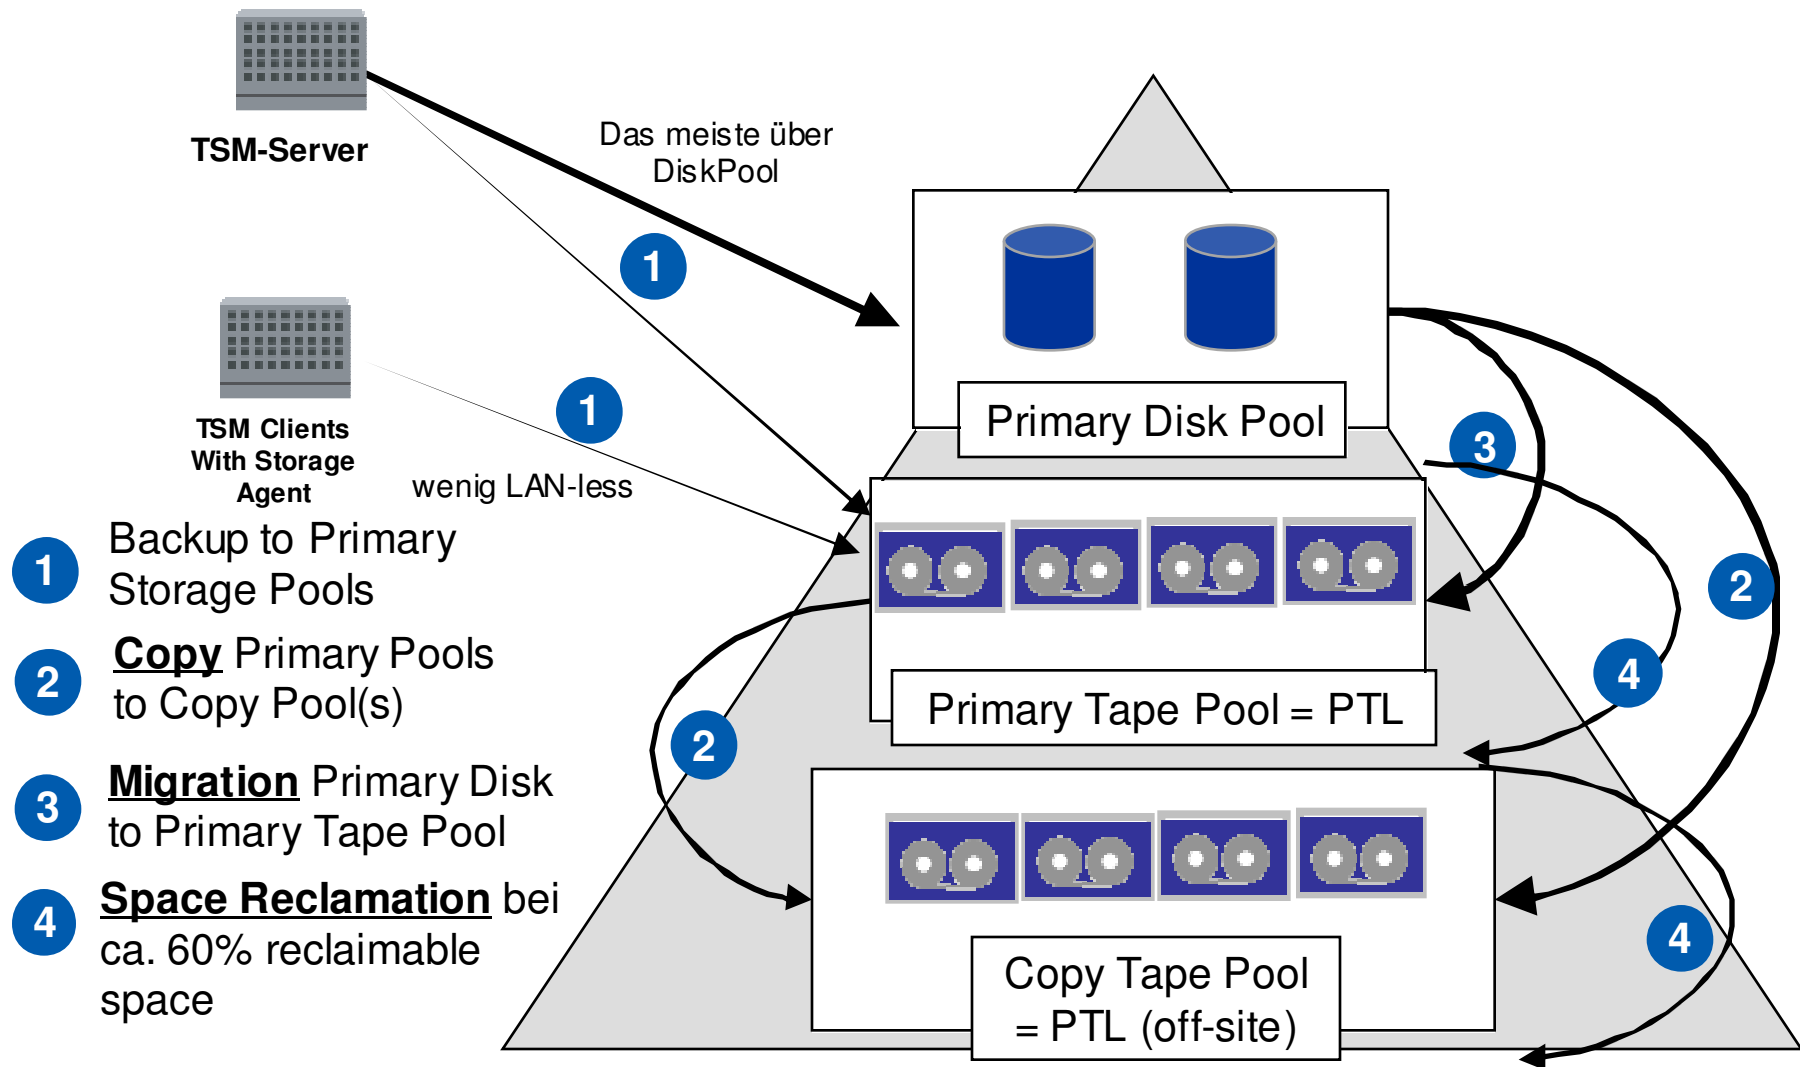 TSM-Server
Das meiste über
DiskPool
1
TSM Clients
With Storage
Agent
1
wenig LAN-less
Primary Disk Pool
3
2
4
Primary Tape Pool = PTL
2
4
Copy Tape Pool
= PTL (off-site)
1
Backup to Primary
Storage Pools
2
Copy Primary Pools
to Copy Pool(s)
3
Migration Primary Disk
to Primary Tape Pool
4
Space Reclamation bei
ca. 60% reclaimable
space